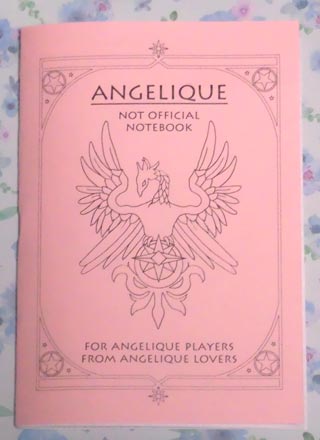 ANGELIQUE
NOT OFFICIAL
NOTEBOOK
FOR ANGELIQUE PLAYERS
FROM ANGELIQUE LOVERS